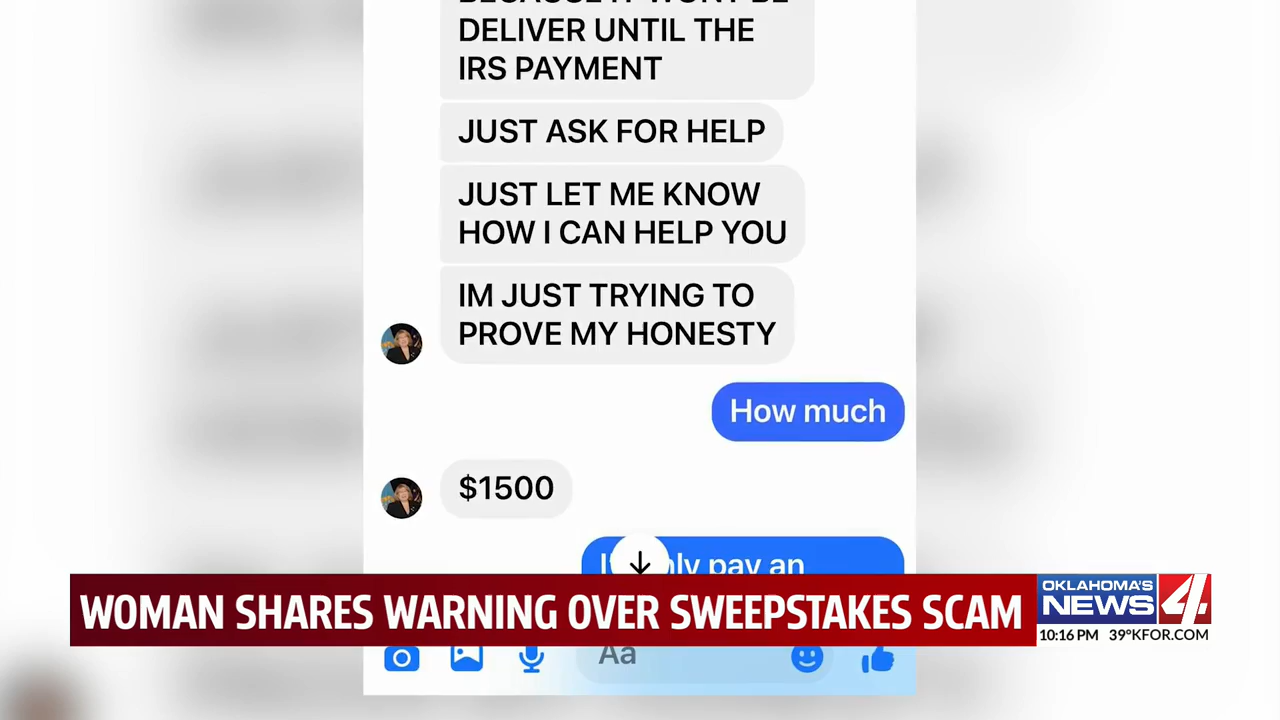 DELIVER UNTIL THE
IRS PAYMENT
JUST ASK FOR HELP
JUST LET ME KNOW
HOW I CAN HELP YOU
IM JUST TRYING TO
PROVE MY HONESTY
How much
$1500
pay an
WOMAN SHARES WARNING OVER SWEEPSTAKES SCAM
OKLAHOMA'S
NEWS 4
10:16 PM 39° KFOR.COM
Aa